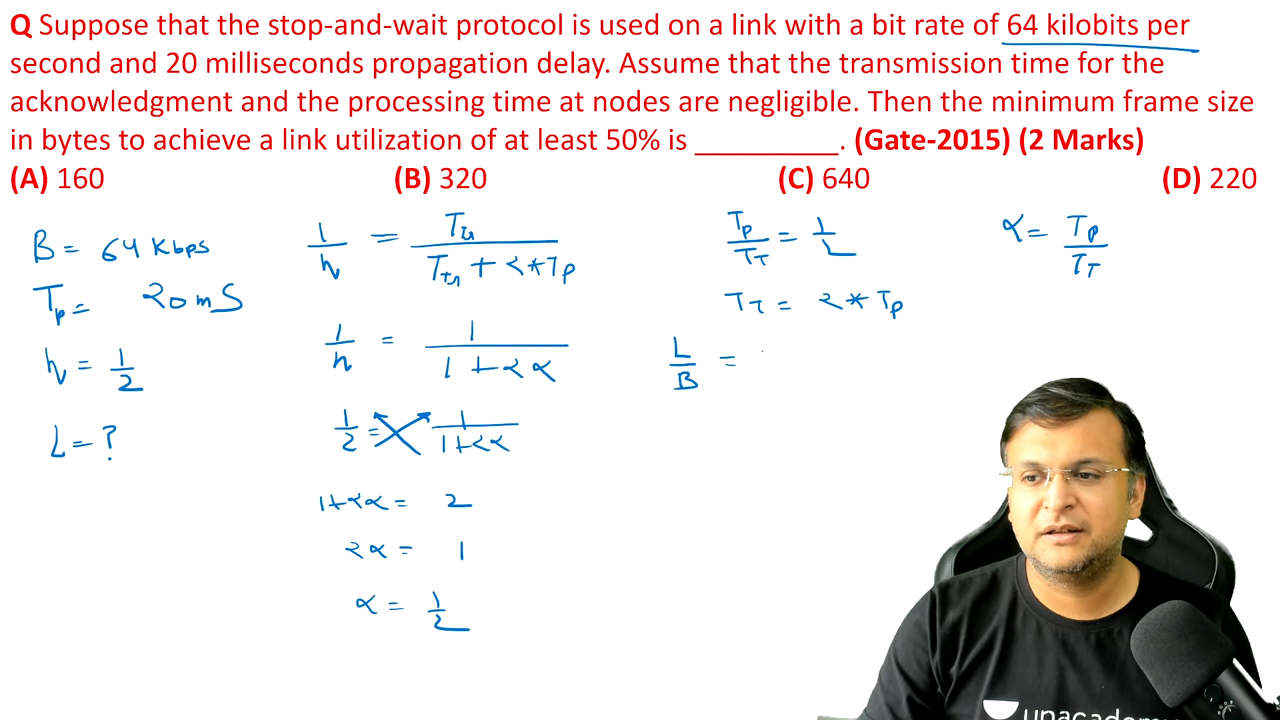 Q Suppose that the stop-and-wait protocol is used on a link with a bit rate of 64 kilobits per
second and 20 milliseconds propagation delay. Assume that the transmission time for the
acknowledgment and the processing time at nodes are negligible. Then the minimum frame size
in bytes to achieve a link utilization of at least 50% is _________. (Gate-2015) (2 Marks)
(A) 160 (B) 320 (C) 640 (D) 220
B = 64 Kbps
Tp = 20 mS
η = 1/2
L = ?
1/η = Ttr / (Ttr + 2*Tp)
1/η = 1 / (1+2α)
1/2 = 1 / (1+2α)
1+2α = 2
2α = 1
α = 1/2
Tp/TT = 1/2
TT = 2*Tp
L/B =
α = Tp/TT